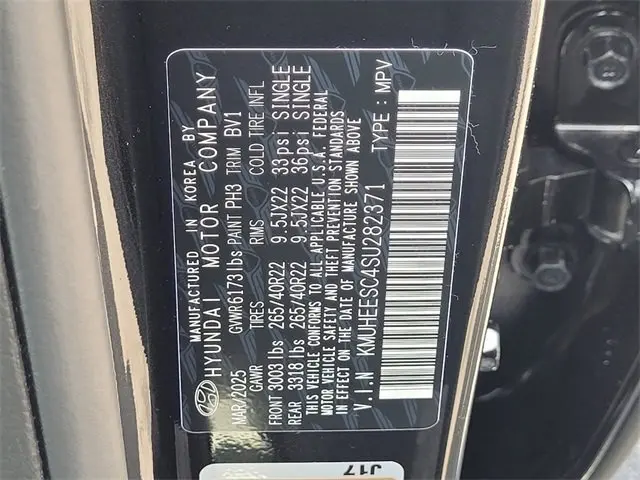 MANUFACTURED IN KOREA BY
HYUNDAI MOTOR COMPANY
MAR/2025 GVWR6173lbs PAINT PH3 TRIM BV1
GAWR TIRES RIMS COLD TIRE INFL
FRONT 3003 lbs 265/40R22 9.5JX22 33psi SINGLE
REAR 3318 lbs 265/40R22 9.5JX22 36psi SINGLE
THIS VEHICLE CONFORMS TO ALL APPLICABLE U.S.A. FEDERAL
MOTOR VEHICLE SAFETY AND THEFT PREVENTION STANDARDS
IN EFFECT ON THE DATE OF MANUFACTURE SHOWN ABOVE
V.I.N KMUHEESC4SU282371 TYPE : MPV
J17